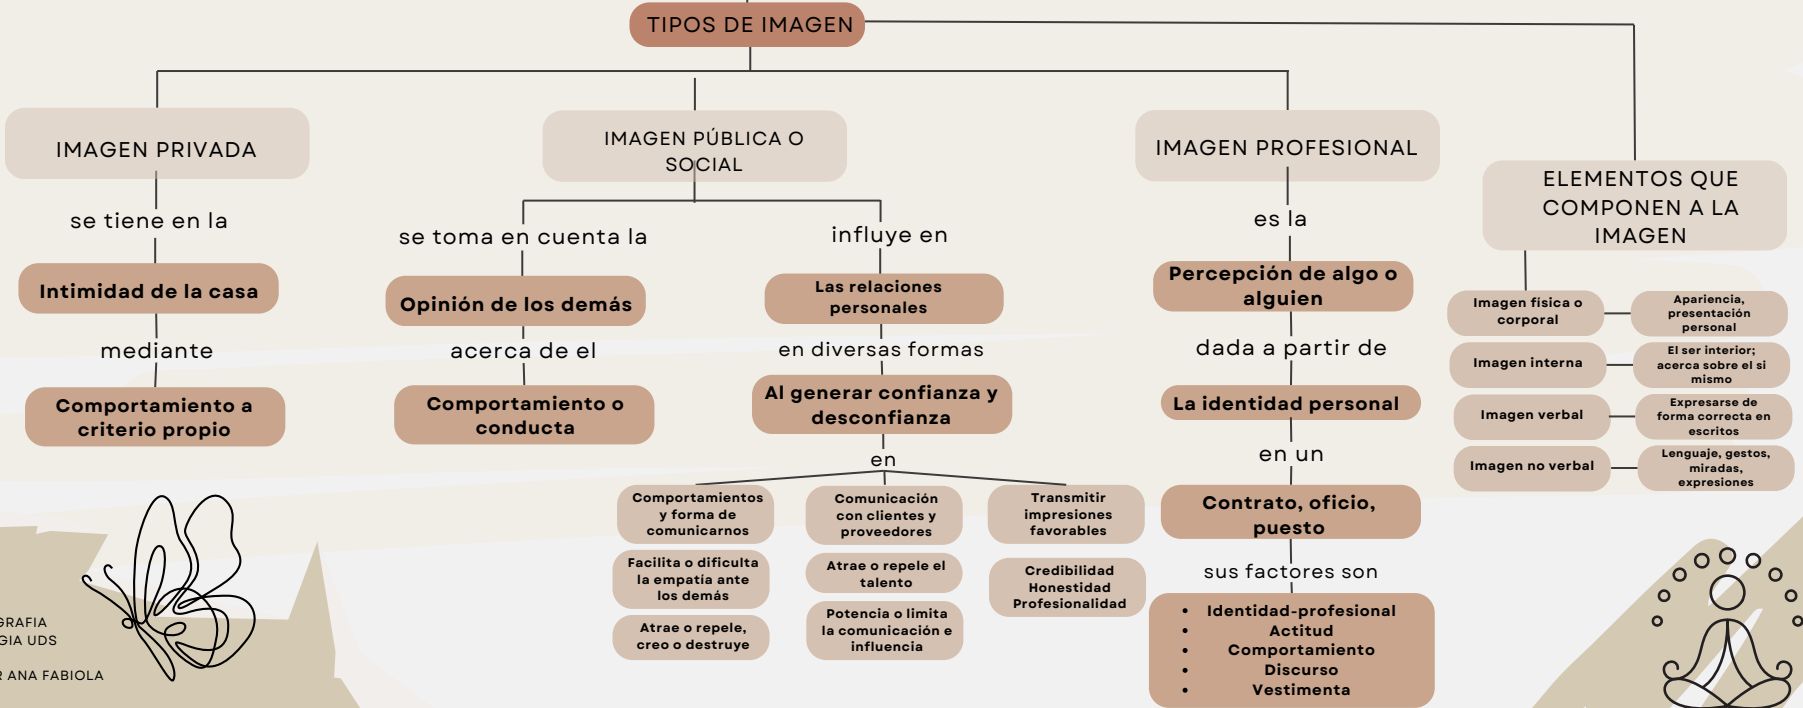 TIPOS DE IMAGEN
IMAGEN PRIVADA
se tiene en la
Intimidad de la casa
mediante
Comportamiento a
criterio propio
IMAGEN PÚBLICA O
SOCIAL
se toma en cuenta la
Opinión de los demás
acerca de el
Comportamiento o
conducta
influye en
Las relaciones
personales
en diversas formas
Al generar confianza y
desconfianza
en
Comportamientos
y forma de
comunicarnos
Facilita o dificulta
la empatía ante
los demás
Atrae o repele,
creo o destruye
Comunicación
con clientes y
proveedores
Atrae o repele el
talento
Potencia o limita
la comunicación e
influencia
Transmitir
impresiones
favorables
Credibilidad
Honestidad
Profesionalidad
IMAGEN PROFESIONAL
es la
Percepción de algo o
alguien
dada a partir de
La identidad personal
en un
Contrato, oficio,
puesto
sus factores son
• Identidad-profesional
• Actitud
• Comportamiento
• Discurso
• Vestimenta
ELEMENTOS QUE
COMPONEN A LA
IMAGEN
Imagen física o
corporal
Apariencia,
presentación
personal
Imagen interna
El ser interior;
acerca sobre el si
mismo
Imagen verbal
Expresarse de
forma correcta en
escritos
Imagen no verbal
Lenguaje, gestos,
miradas,
expresiones
GRAFIA
GIA UDS
R ANA FABIOLA